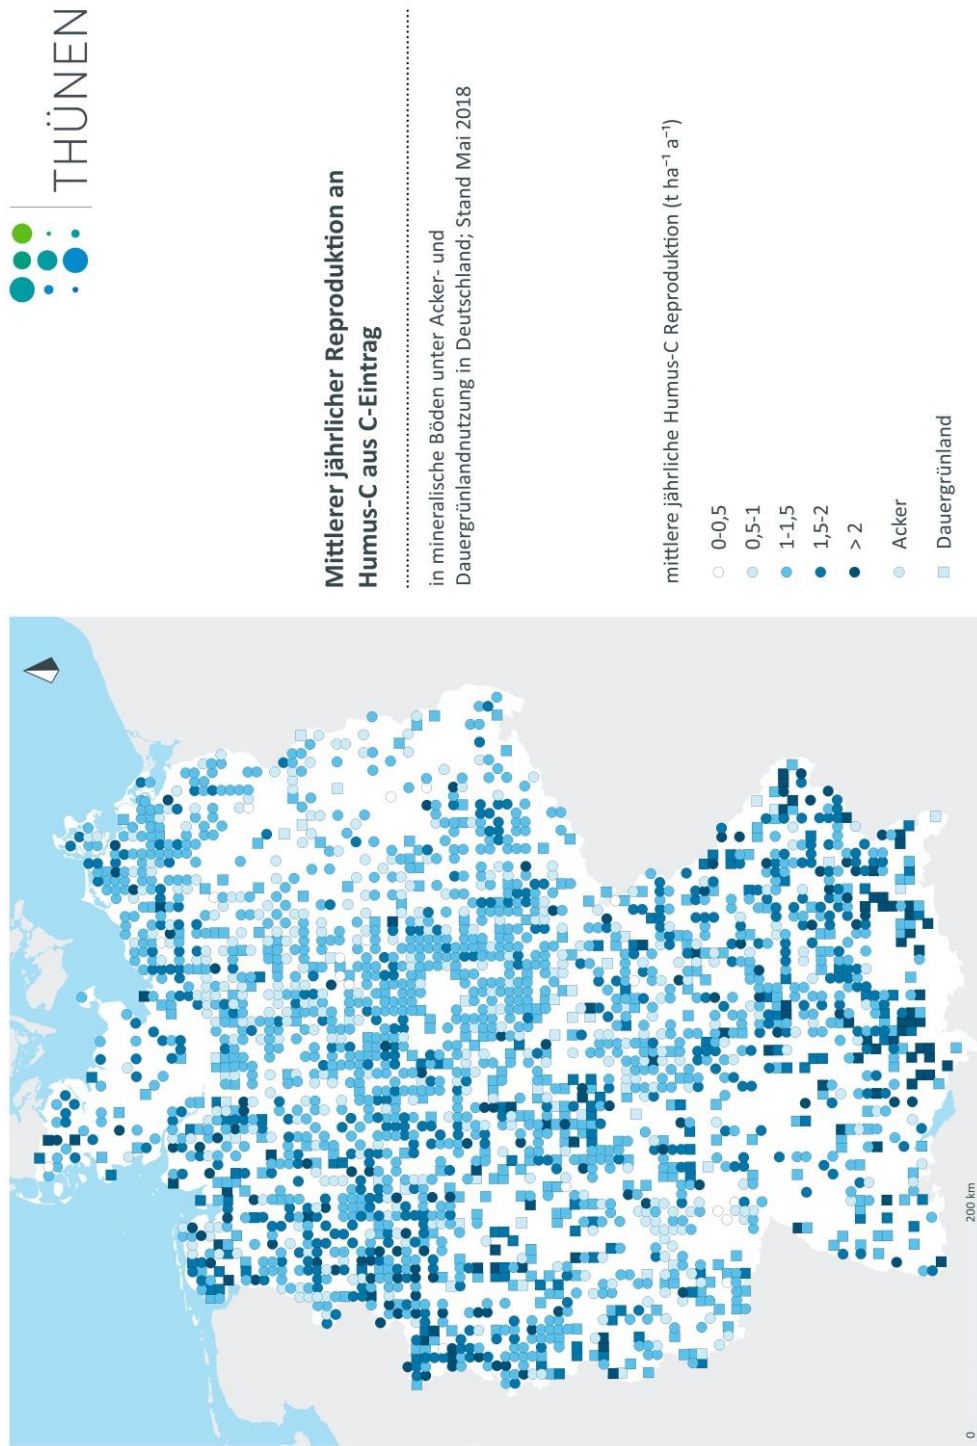 THÜNEN
Mittlerer jährlicher Reproduktion an
Humus-C aus C-Eintrag
in mineralische Böden unter Acker- und
Dauergrünlandnutzung in Deutschland; Stand Mai 2018
mittlere jährliche Humus-C Reproduktion (t ha⁻¹ a⁻¹)
0-0,5
0,5-1
1-1,5
1,5-2
> 2
Acker
Dauergrünland
0
200 km